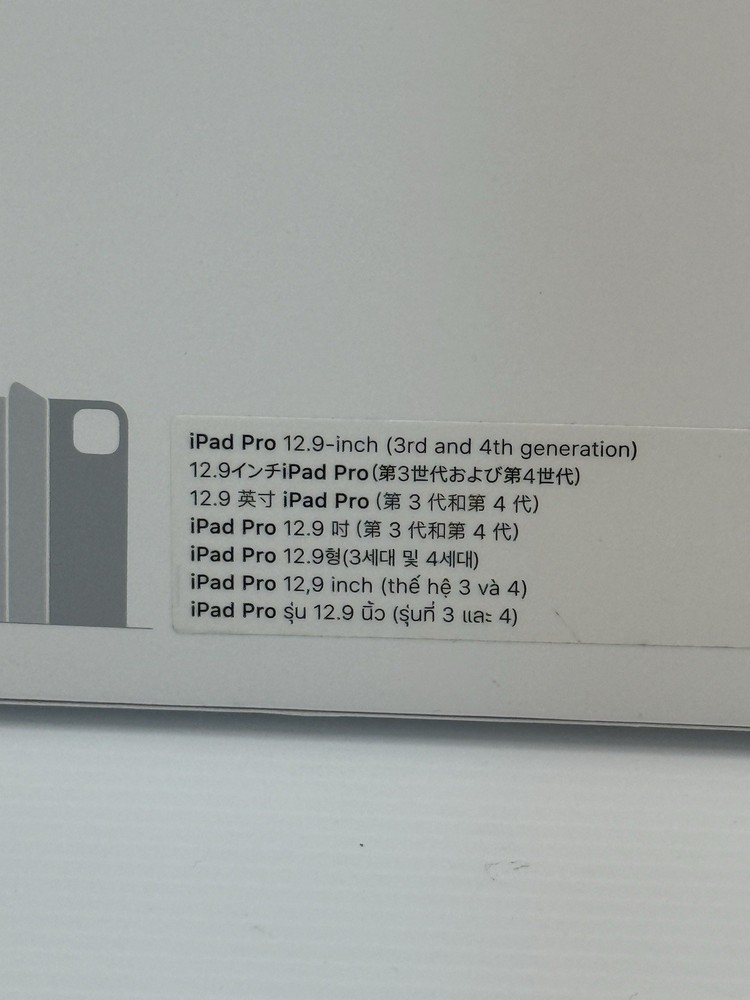 iPad Pro 12.9-inch (3rd and 4th generation)
12.9インチiPad Pro(第3世代および第4世代)
12.9 英寸 iPad Pro (第 3 代和第 4 代)
iPad Pro 12.9 吋 (第 3 代和第 4 代)
iPad Pro 12.9형(3세대 및 4세대)
iPad Pro 12,9 inch (thế hệ 3 và 4)
iPad Pro รุ่น 12.9 นิ้ว (รุ่นที่ 3 และ 4)